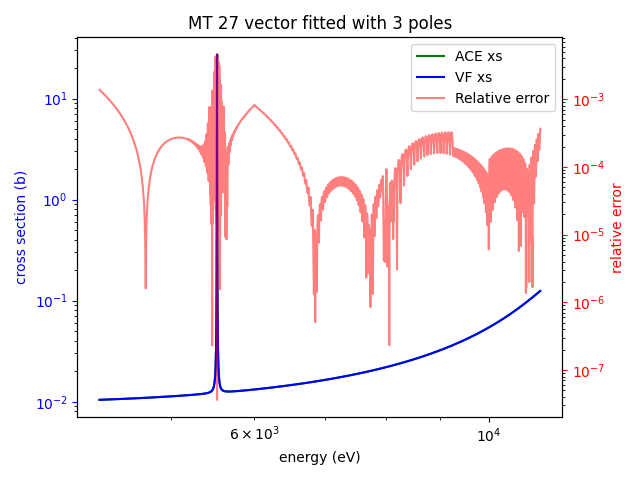 MT 27 vector fitted with 3 poles
ACE xs
VF xs
Relative error
10¹
10⁰
10⁻¹
10⁻²
cross section (b)
10⁻³
10⁻⁴
10⁻⁵
10⁻⁶
10⁻⁷
relative error
6 × 10³
10⁴
energy (eV)